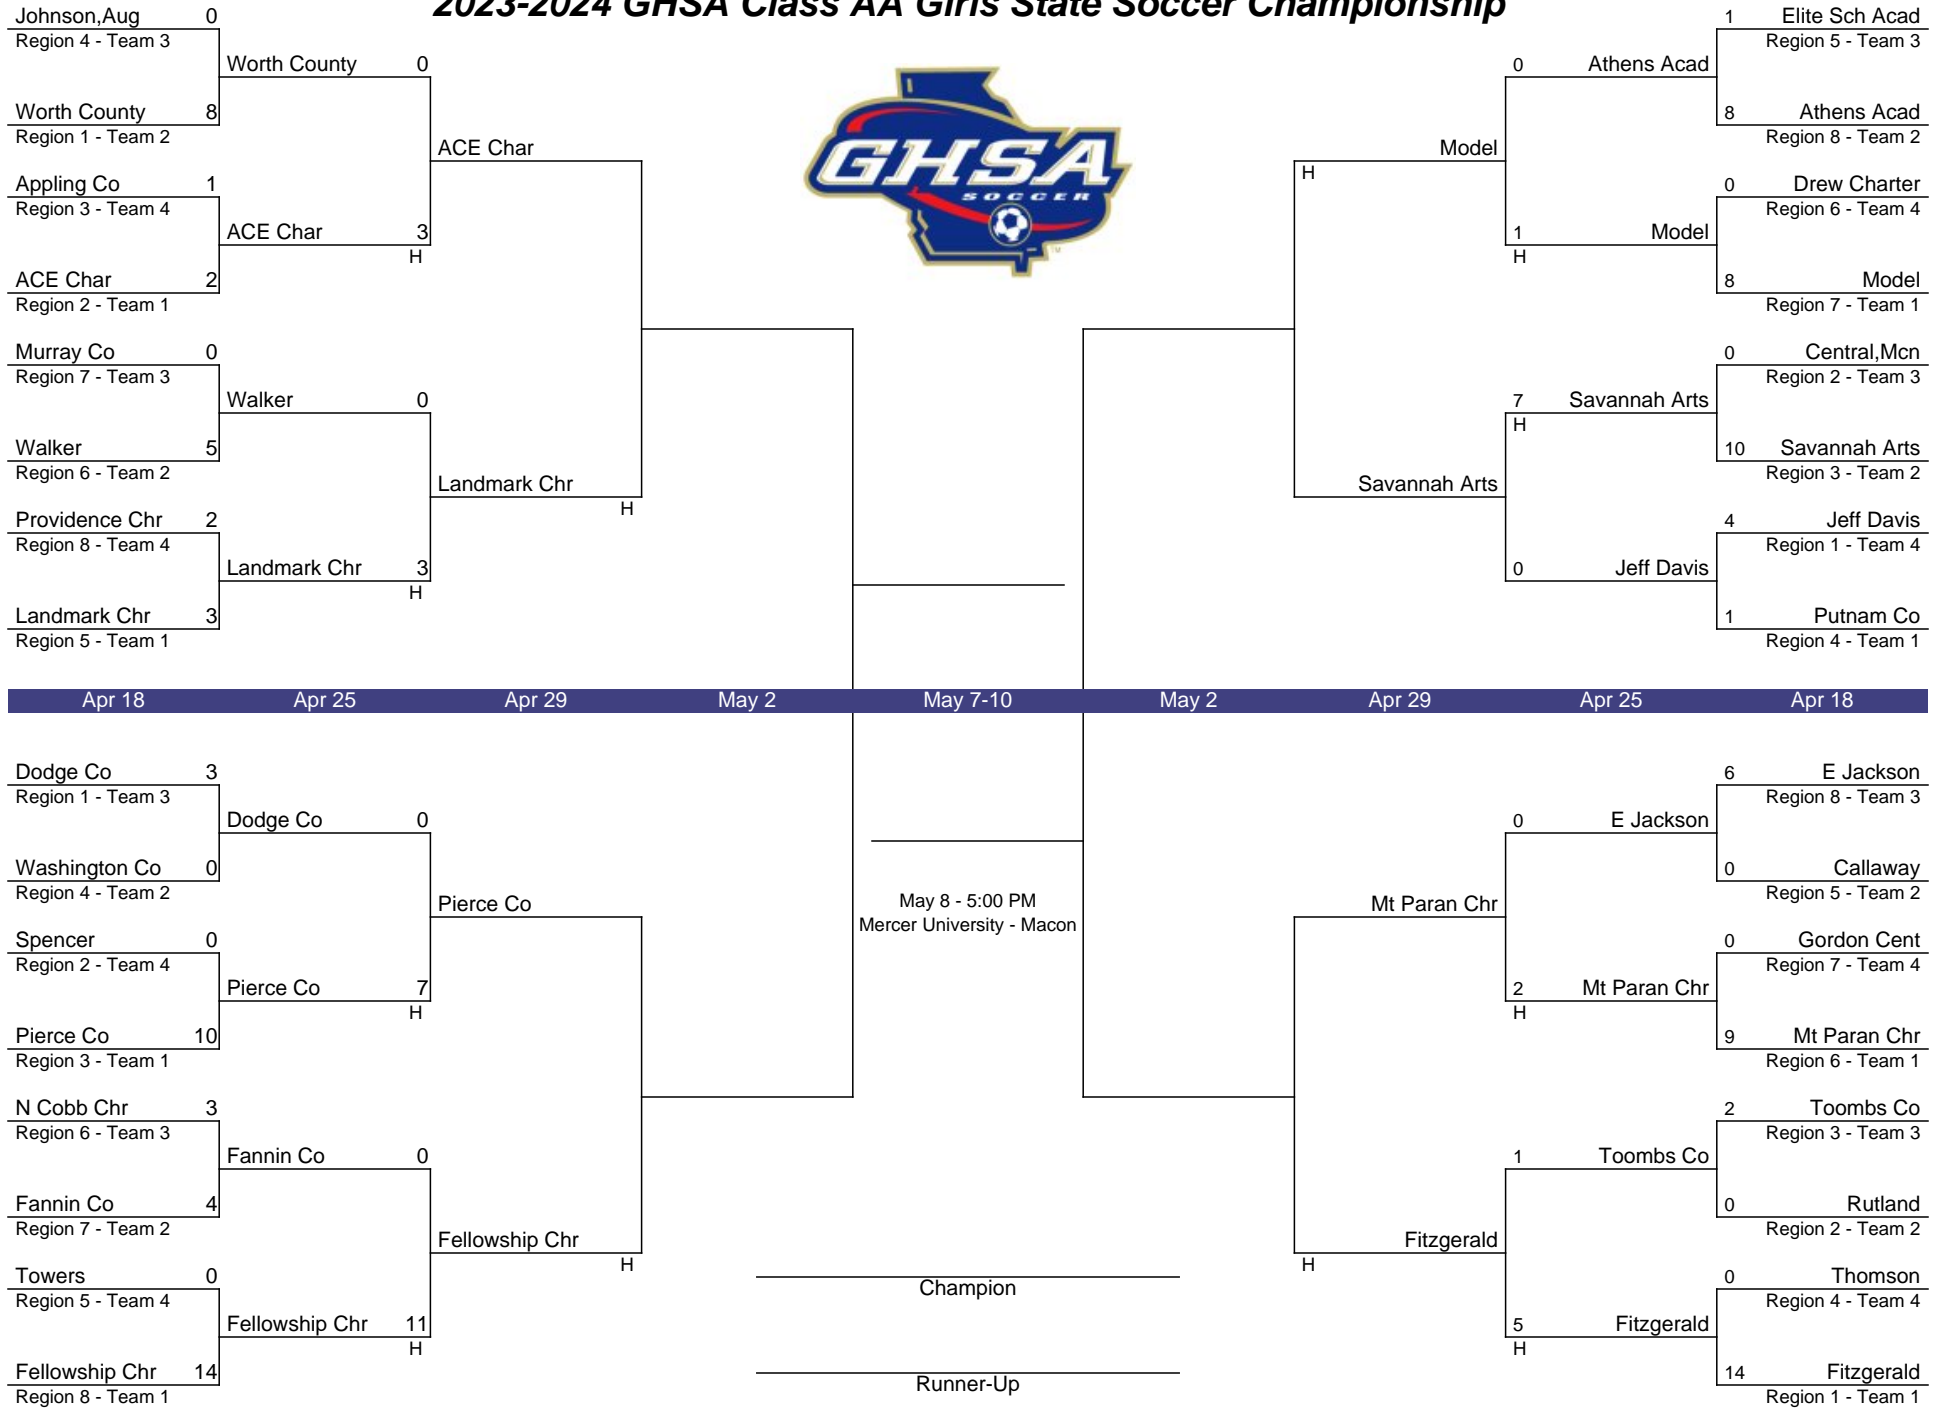 2023-2024 GHSA Class AA Girls State Soccer Championship
Johnson,Aug 0
Region 4 - Team 3
Worth County 8
Region 1 - Team 2
Appling Co 1
Region 3 - Team 4
ACE Char 2
Region 2 - Team 1
Murray Co 0
Region 7 - Team 3
Walker 5
Region 6 - Team 2
Providence Chr 2
Region 8 - Team 4
Landmark Chr 3
Region 5 - Team 1
Worth County 0
ACE Char 3
H
Walker 0
Landmark Chr 3
H
ACE Char
Landmark Chr
H
GHSA
SOCCER
TM
Model
H
Savannah Arts
0 Athens Acad
1 Model
H
7 Savannah Arts
H
0 Jeff Davis
1 Elite Sch Acad
Region 5 - Team 3
8 Athens Acad
Region 8 - Team 2
0 Drew Charter
Region 6 - Team 4
8 Model
Region 7 - Team 1
0 Central,Mcn
Region 2 - Team 3
10 Savannah Arts
Region 3 - Team 2
4 Jeff Davis
Region 1 - Team 4
1 Putnam Co
Region 4 - Team 1
Apr 18 Apr 25 Apr 29 May 2 May 7-10 May 2 Apr 29 Apr 25 Apr 18
Dodge Co 3
Region 1 - Team 3
Washington Co 0
Region 4 - Team 2
Spencer 0
Region 2 - Team 4
Pierce Co 10
Region 3 - Team 1
N Cobb Chr 3
Region 6 - Team 3
Fannin Co 4
Region 7 - Team 2
Towers 0
Region 5 - Team 4
Fellowship Chr 14
Region 8 - Team 1
Dodge Co 0
Pierce Co 7
H
Fannin Co 0
Fellowship Chr 11
H
Pierce Co
Fellowship Chr
H
May 8 - 5:00 PM
Mercer University - Macon
Champion
Runner-Up
Mt Paran Chr
Fitzgerald
H
0 E Jackson
2 Mt Paran Chr
H
1 Toombs Co
5 Fitzgerald
H
6 E Jackson
Region 8 - Team 3
0 Callaway
Region 5 - Team 2
0 Gordon Cent
Region 7 - Team 4
9 Mt Paran Chr
Region 6 - Team 1
2 Toombs Co
Region 3 - Team 3
0 Rutland
Region 2 - Team 2
0 Thomson
Region 4 - Team 4
14 Fitzgerald
Region 1 - Team 1